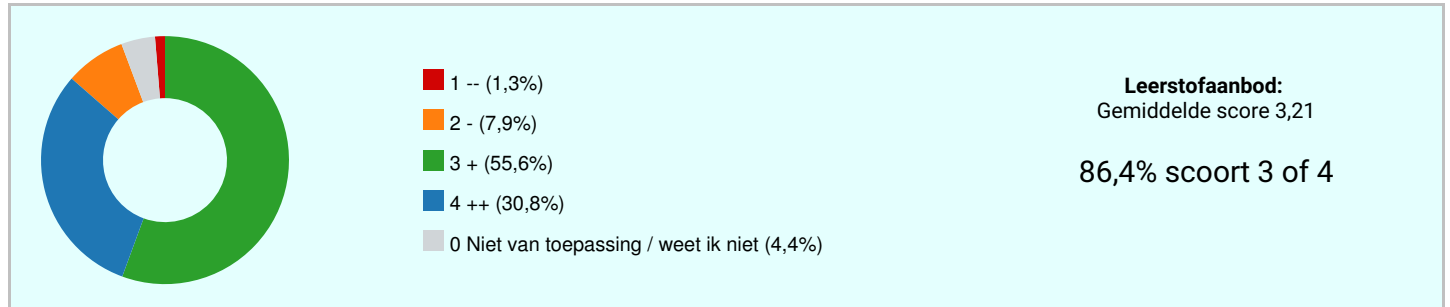 1 -- (1,3%)
2 - (7,9%)
3 + (55,6%)
4 ++ (30,8%)
0 Niet van toepassing / weet ik niet (4,4%)
Leerstofaanbod:
Gemiddelde score 3,21
86,4% scoort 3 of 4